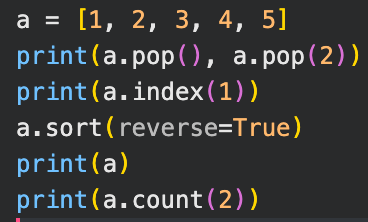 a = [1, 2, 3, 4, 5]
print(a.pop(), a.pop(2))
print(a.index(1))
a.sort(reverse=True)
print(a)
print(a.count(2))